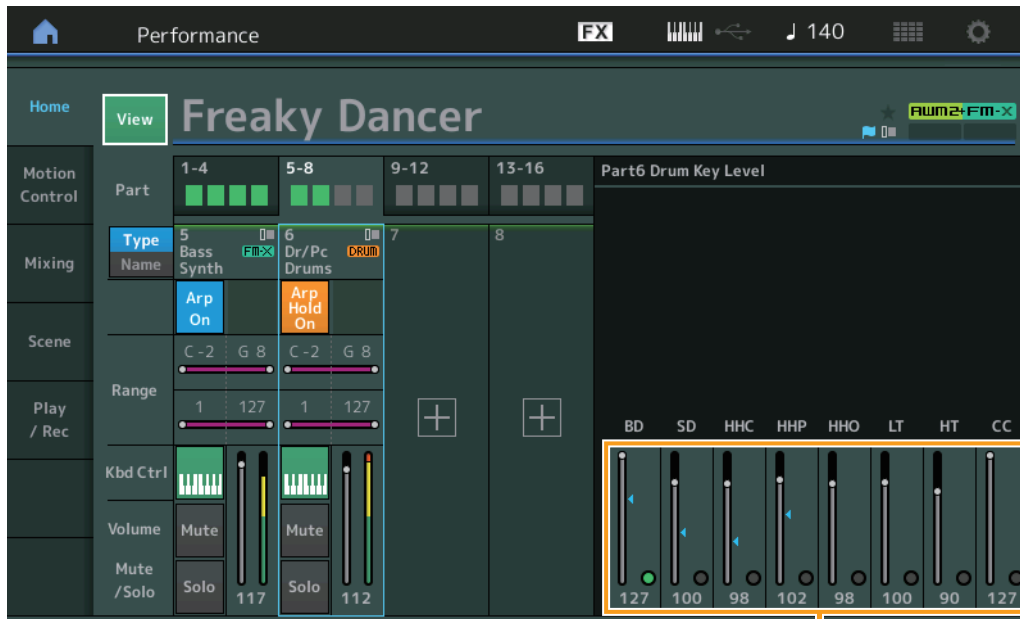 Performance
FX
140
Home
View
Freaky Dancer
AWM2+FM-X
Motion
Control
Part
1-4
5-8
9-12
13-16
Part6 Drum Key Level
Mixing
Type
Name
5
Bass
FM-X
Synth
6
Dr/Pc
DRUM
Drums
7
8
Arp
On
Arp
Hold
On
Scene
Range
C -2
G 8
C -2
G 8
1
127
1
127
Play
/ Rec
BD
SD
HHC
HHP
HHO
LT
HT
CC
Kbd Ctrl
Volume
Mute
Mute
Mute
/Solo
Solo
117
Solo
112
127
100
98
102
98
100
90
127